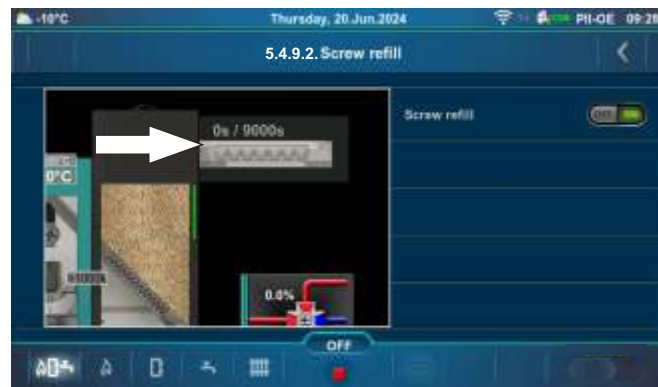 -10°C Thursday, 20.Jun.2024 PII-OE 09:28
5.4.9.2. Screw refill
0s / 9000s
Screw refill
0°C
0.0%
OFF